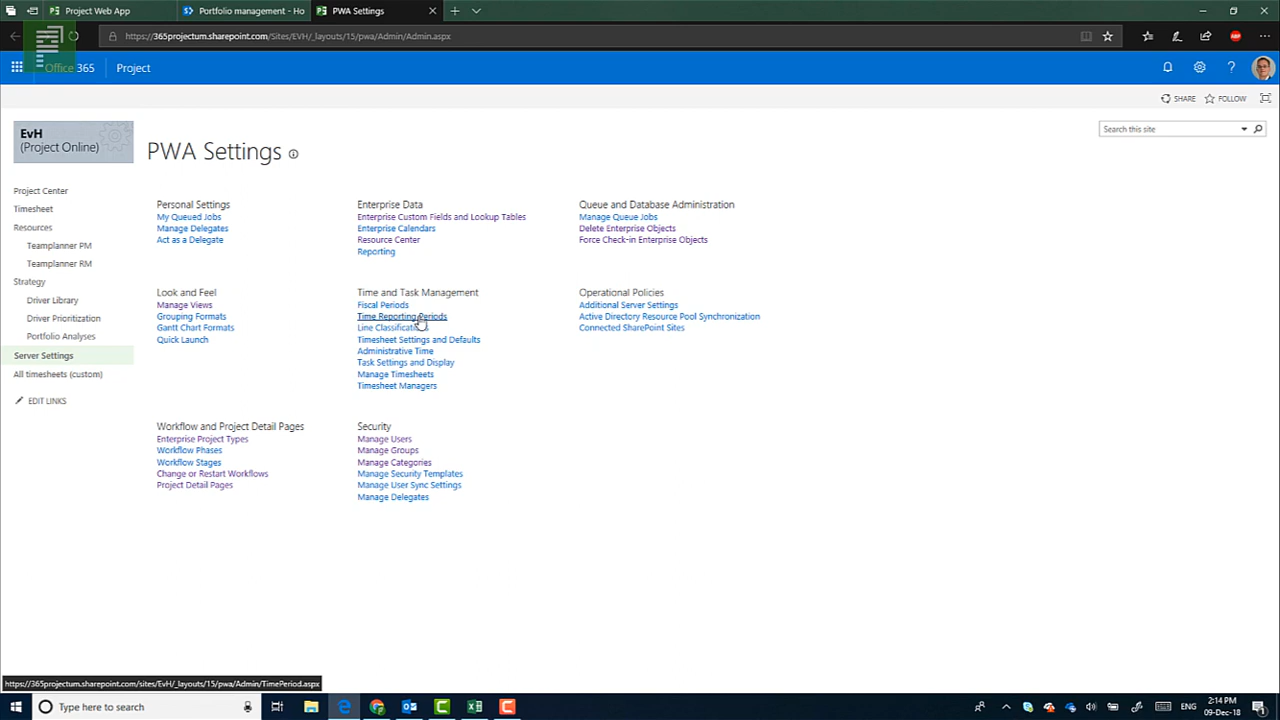 Project Web App
Portfolio management - Ho
PWA Settings
https://365projectum.sharepoint.com/Sites/EVH/_layouts/15/pwa/Admin/Admin.aspx
Office 365
Project
SHARE
FOLLOW
EvH
(Project Online)
PWA Settings
Search this site
Project Center
Timesheet
Resources
Teamplanner PM
Teamplanner RM
Strategy
Driver Library
Driver Prioritization
Portfolio Analyses
Server Settings
All timesheets (custom)
EDIT LINKS
Personal Settings
My Queued Jobs
Manage Delegates
Act as a Delegate
Enterprise Data
Enterprise Custom Fields and Lookup Tables
Enterprise Calendars
Resource Center
Reporting
Queue and Database Administration
Manage Queue Jobs
Delete Enterprise Objects
Force Check-in Enterprise Objects
Look and Feel
Manage Views
Grouping Formats
Gantt Chart Formats
Quick Launch
Time and Task Management
Fiscal Periods
Time Reporting Periods
Line Classificati
Timesheet Settings and Defaults
Administrative Time
Task Settings and Display
Manage Timesheets
Timesheet Managers
Operational Policies
Additional Server Settings
Active Directory Resource Pool Synchronization
Connected SharePoint Sites
Workflow and Project Detail Pages
Enterprise Project Types
Workflow Phases
Workflow Stages
Change or Restart Workflows
Project Detail Pages
Security
Manage Users
Manage Groups
Manage Categories
Manage Security Templates
Manage User Sync Settings
Manage Delegates
https://365projectum.sharepoint.com/sites/EvH/_layouts/15/pwa/Admin/TimePeriod.aspx
Type here to search
ENG
2:14 PM
09-Dec-18